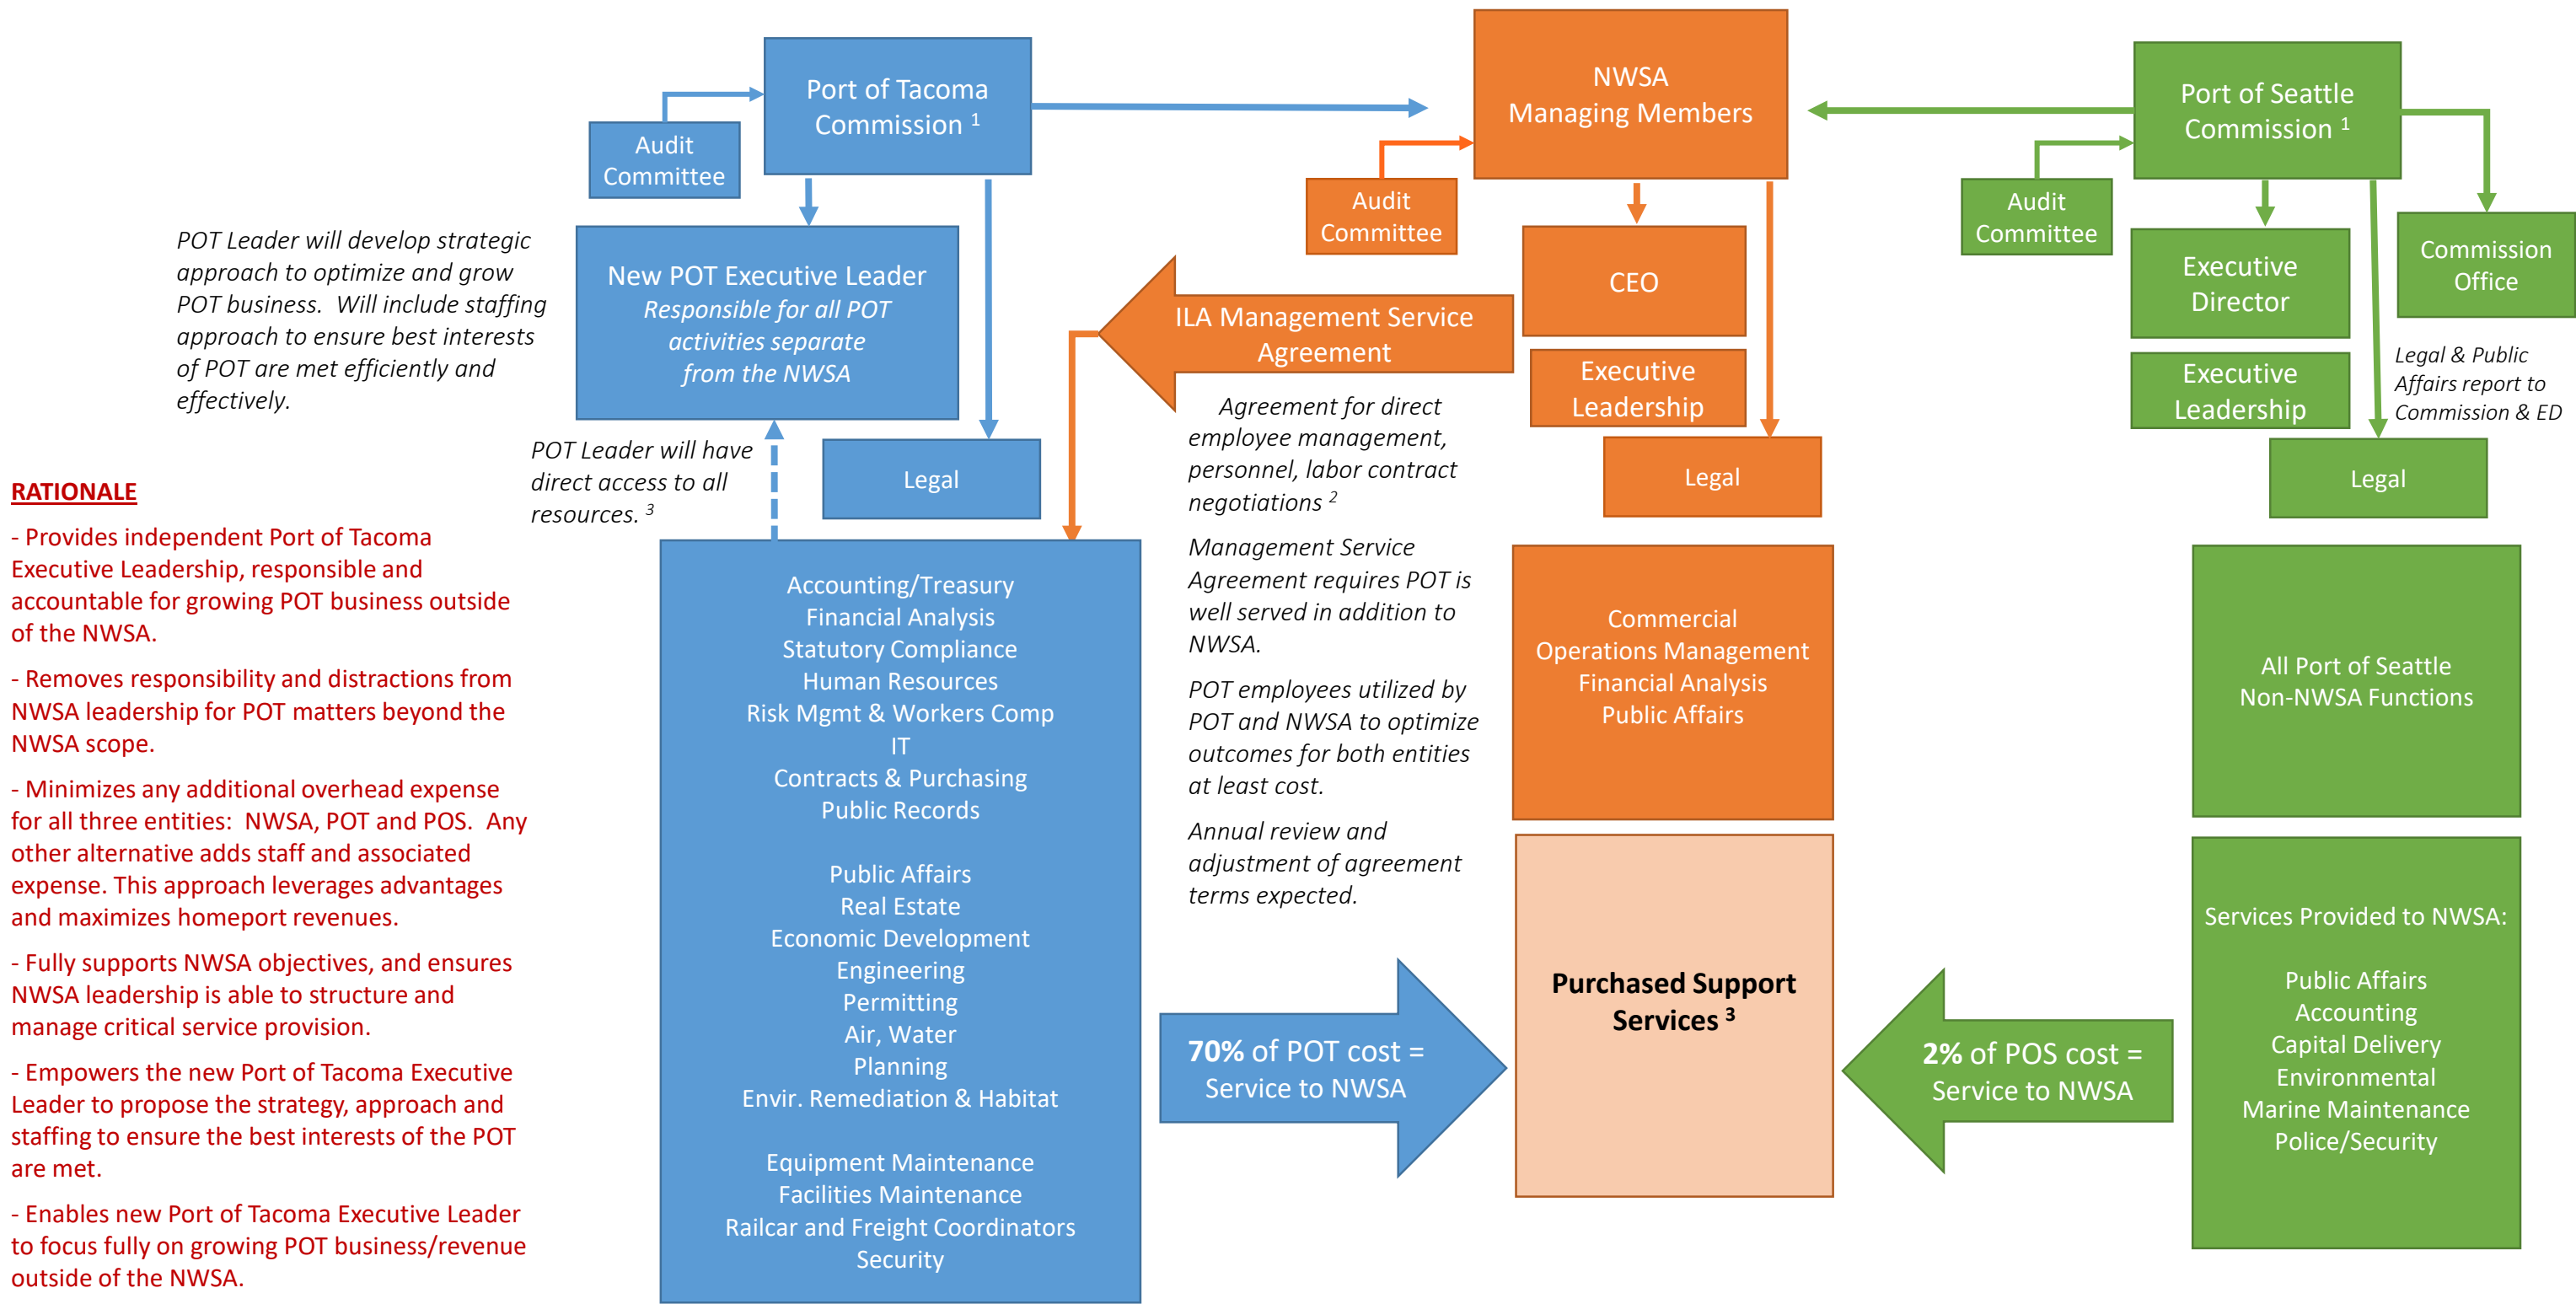 Port of Tacoma
Commission 1
Audit
Committee
New POT Executive Leader
Responsible for all POT
activities separate
from the NWSA
Legal
POT Leader will develop strategic
approach to optimize and grow
POT business.  Will include staffing
approach to ensure best interests
of POT are met efficiently and
effectively.
POT Leader will have
direct access to all
resources. 3
RATIONALE
- Provides independent Port of Tacoma
Executive Leadership, responsible and
accountable for growing POT business outside
of the NWSA.
- Removes responsibility and distractions from
NWSA leadership for POT matters beyond the
NWSA scope.
- Minimizes any additional overhead expense
for all three entities:  NWSA, POT and POS.  Any
other alternative adds staff and associated
expense. This approach leverages advantages
and maximizes homeport revenues.
- Fully supports NWSA objectives, and ensures
NWSA leadership is able to structure and
manage critical service provision.
- Empowers the new Port of Tacoma Executive
Leader to propose the strategy, approach and
staffing to ensure the best interests of the POT
are met.
- Enables new Port of Tacoma Executive Leader
to focus fully on growing POT business/revenue
outside of the NWSA.
Accounting/Treasury
Financial Analysis
Statutory Compliance
Human Resources
Risk Mgmt & Workers Comp
IT
Contracts & Purchasing
Public Records
Public Affairs
Real Estate
Economic Development
Engineering
Permitting
Air, Water
Planning
Envir. Remediation & Habitat
Equipment Maintenance
Facilities Maintenance
Railcar and Freight Coordinators
Security
NWSA
Managing Members
Audit
Committee
CEO
Executive
Leadership
Legal
ILA Management Service
Agreement
Agreement for direct
employee management,
personnel, labor contract
negotiations 2
Management Service
Agreement requires POT is
well served in addition to
NWSA.
POT employees utilized by
POT and NWSA to optimize
outcomes for both entities
at least cost.
Annual review and
adjustment of agreement
terms expected.
Commercial
Operations Management
Financial Analysis
Public Affairs
70% of POT cost =
Service to NWSA
Purchased Support
Services 3
2% of POS cost =
Service to NWSA
Port of Seattle
Commission 1
Audit
Committee
Executive
Director
Commission
Office
Executive
Leadership
Legal & Public
Affairs report to
Commission & ED
Legal
All Port of Seattle
Non-NWSA Functions
Services Provided to NWSA:
Public Affairs
Accounting
Capital Delivery
Environmental
Marine Maintenance
Police/Security